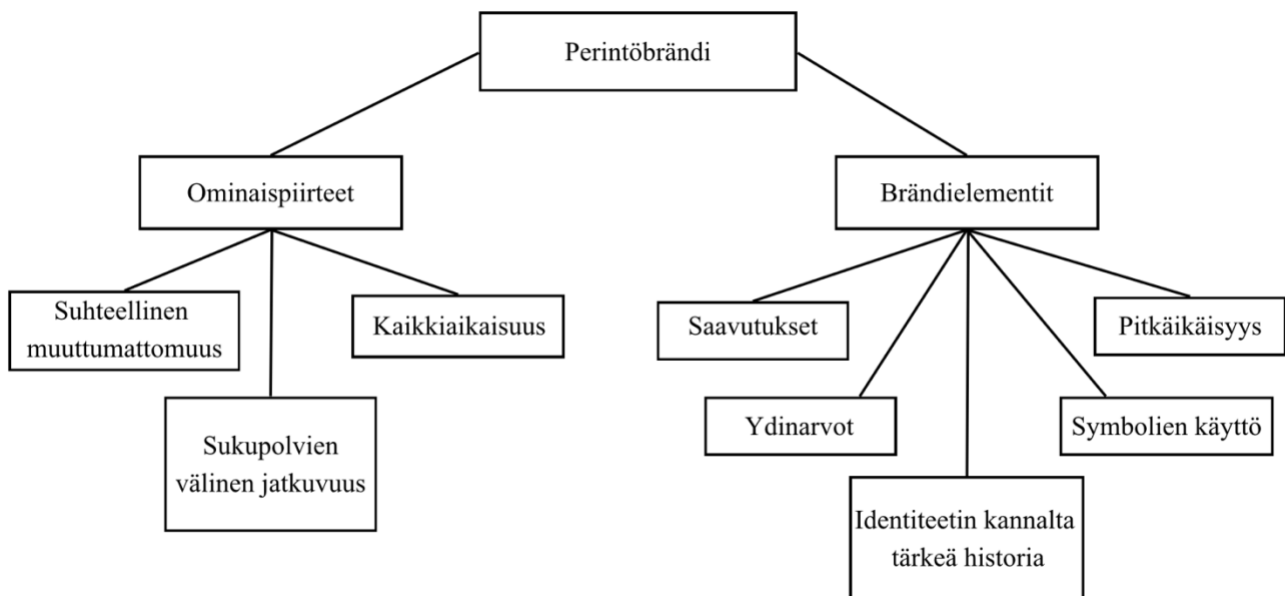 Perintöbrändi
Ominaispiirteet
Brändielementit
Suhteellinen
muuttumattomuus
Kaikkiaikaisuus
Sukupolvien
välinen jatkuvuus
Saavutukset
Pitkäikäisyys
Ydinarvot
Symbolien käyttö
Identiteetin kannalta
tärkeä historia